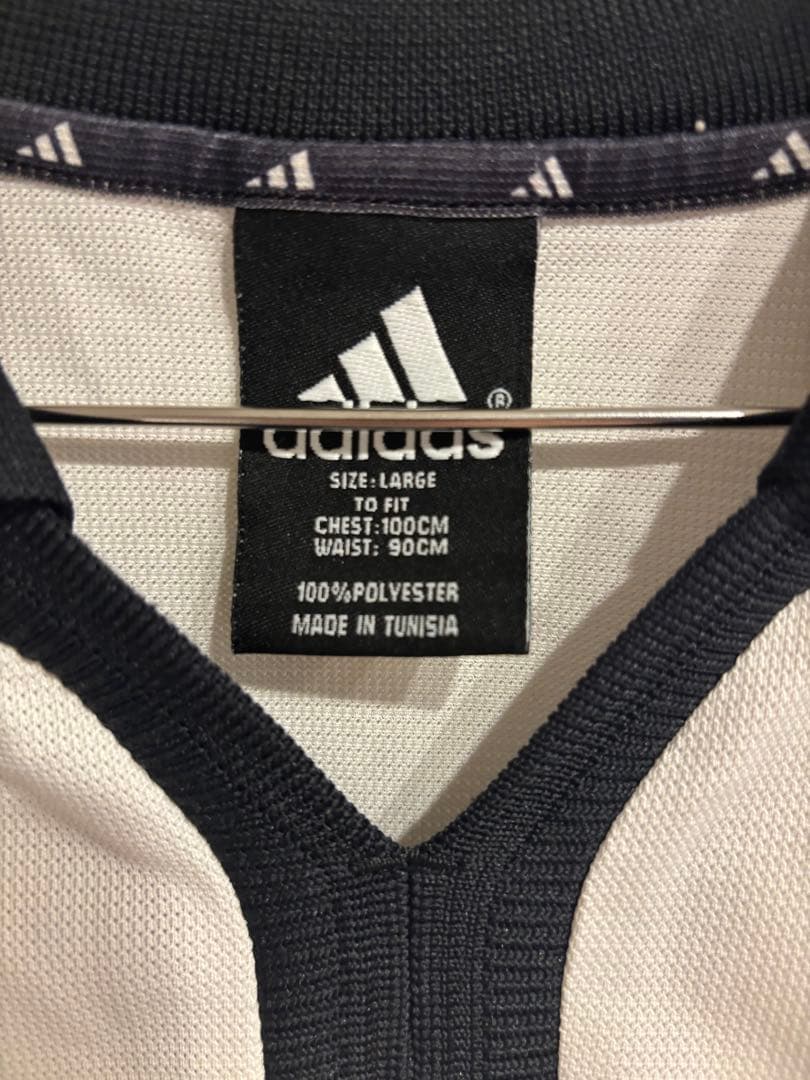 adidas®
SIZE:LARGE
TO FIT
CHEST:100CM
WAIST: 90CM
100%POLYESTER
MADE IN TUNISIA